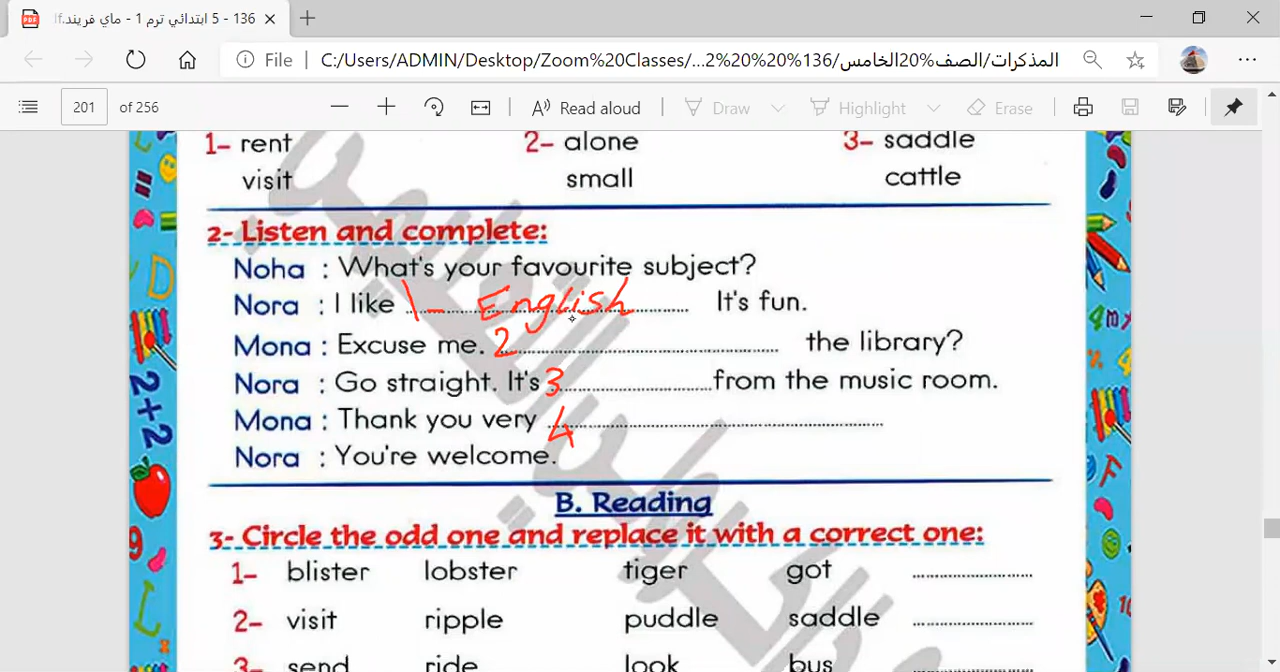 136 - 5 ابتدائي ترم 1 - ماي فريند.lf
File C:/Users/ADMIN/Desktop/Zoom%20Classes/...2%20%20%136/المذكرات/الصف%20الخامس
201 of 256 Read aloud Draw Highlight Erase
1- rent 2- alone 3- saddle
visit small cattle
2- Listen and complete:
Noha : What's your favourite subject?
Nora : I like 1- English It's fun.
Mona : Excuse me. 2 .......... the library?
Nora : Go straight. It's 3 .......... from the music room.
Mona : Thank you very 4 ..........
Nora : You're welcome.
B. Reading
3- Circle the odd one and replace it with a correct one:
1- blister lobster tiger got ..........
2- visit ripple puddle saddle ..........
3- send ride look bus